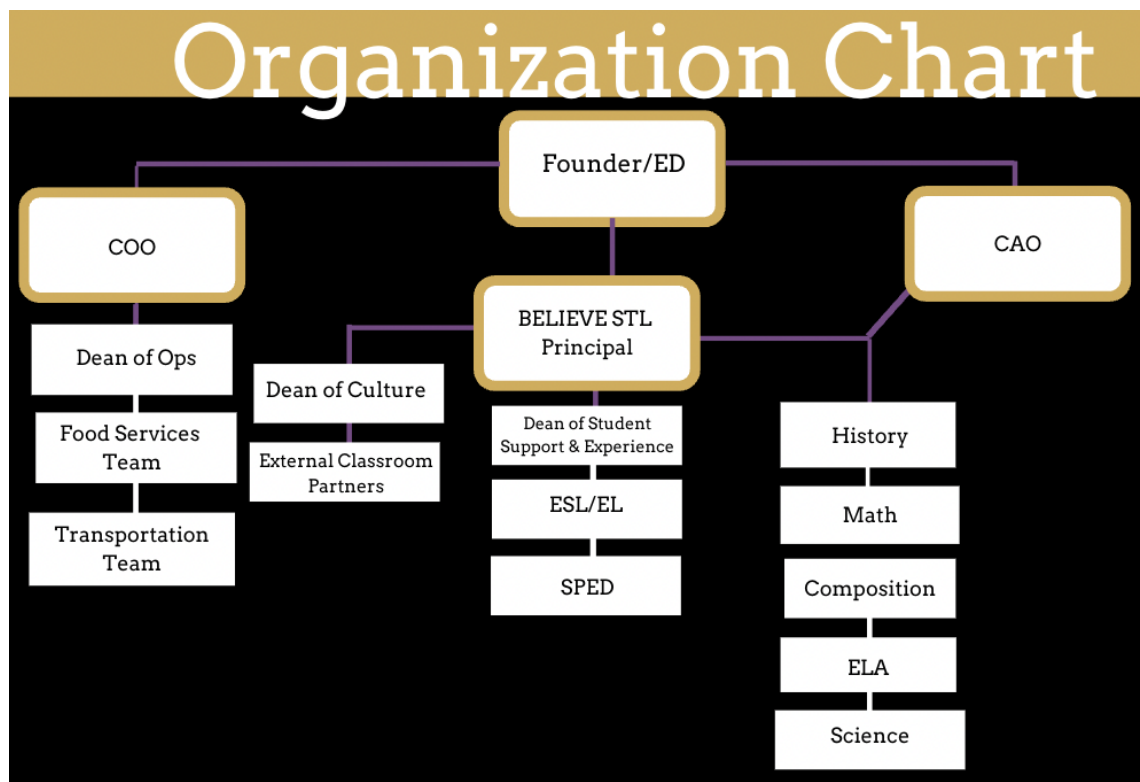 Organization Chart
Founder/ED
COO
CAO
BELIEVE STL
Principal
Dean of Ops
Food Services
Team
Transportation
Team
Dean of Culture
External Classroom
Partners
Dean of Student
Support & Experience
ESL/EL
SPED
History
Math
Composition
ELA
Science